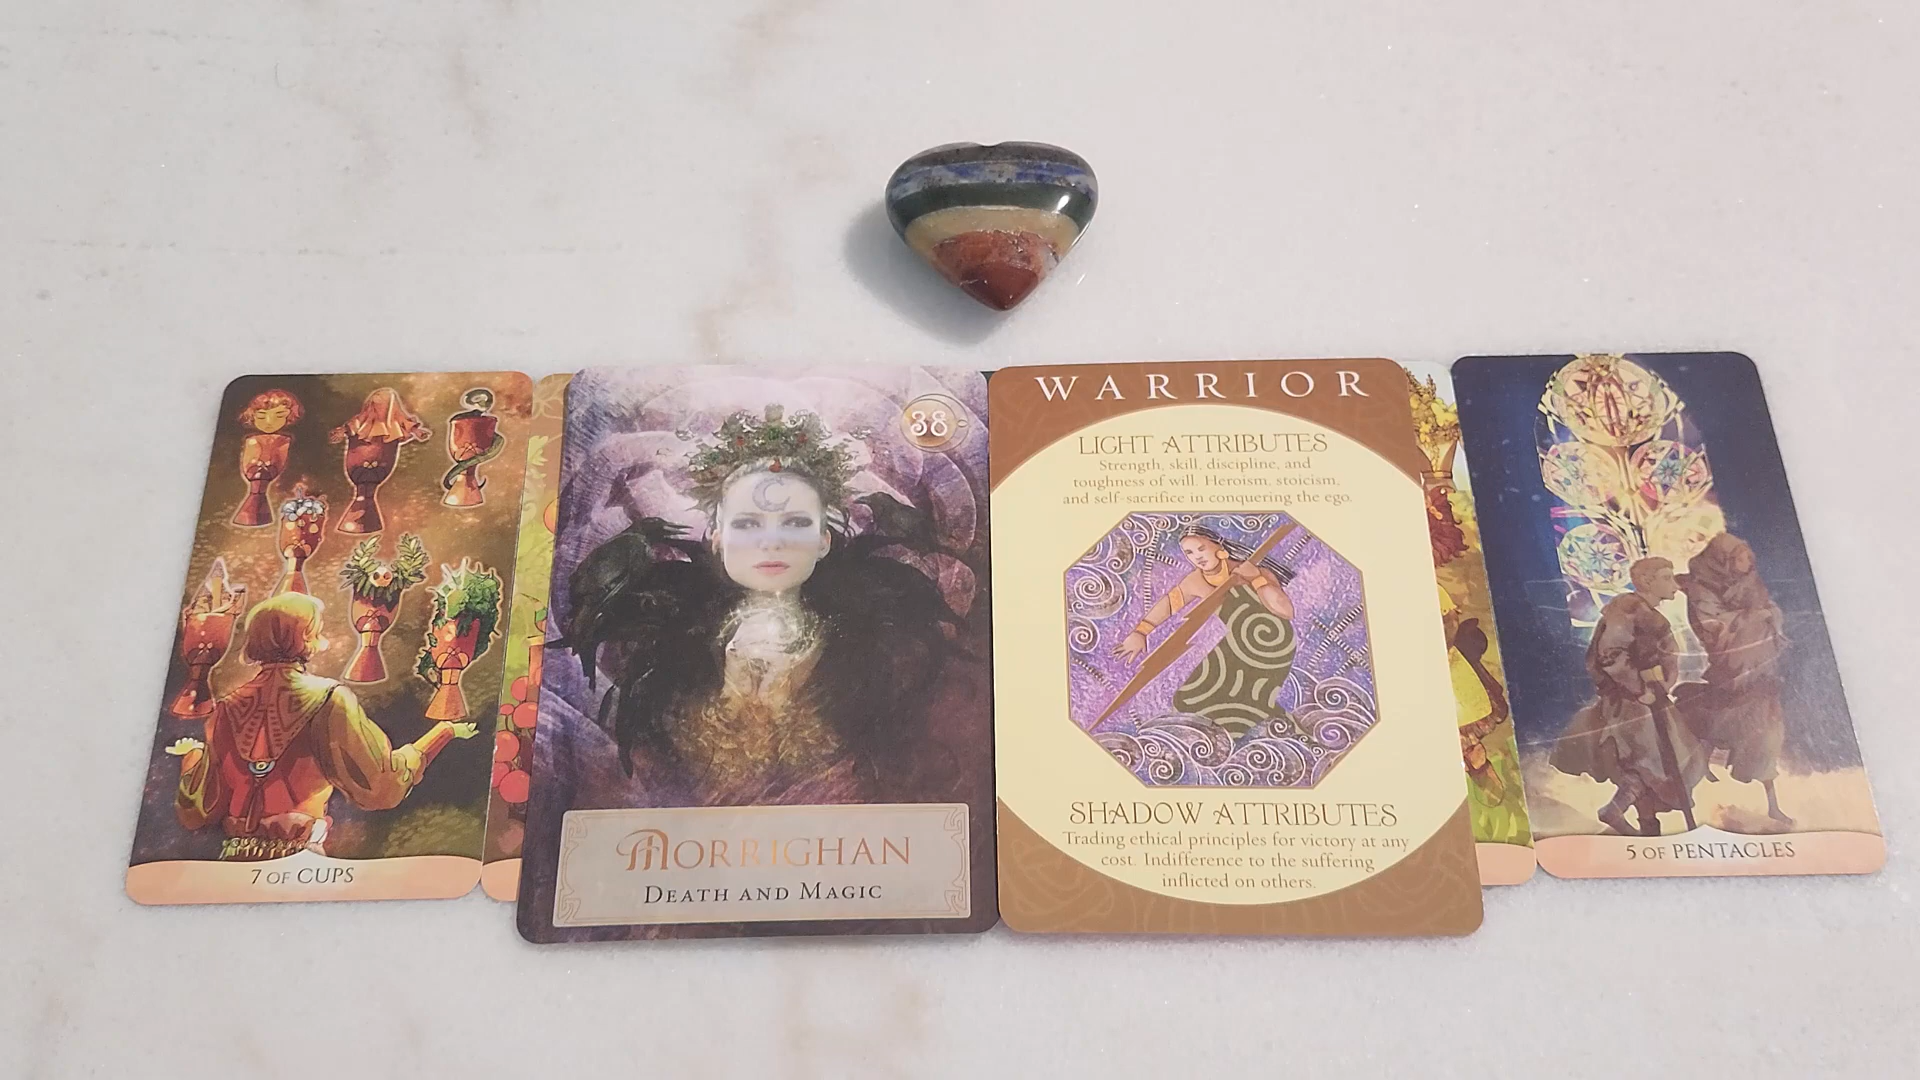 7 OF CUPS
38
MORRIGHAN
DEATH AND MAGIC
WARRIOR
LIGHT ATTRIBUTES
Strength, skill, discipline, and
toughness of will. Heroism, stoicism,
and self-sacrifice in conquering the ego.
SHADOW ATTRIBUTES
Trading ethical principles for victory at any
cost. Indifference to the suffering
inflicted on others.
5 OF PENTACLES